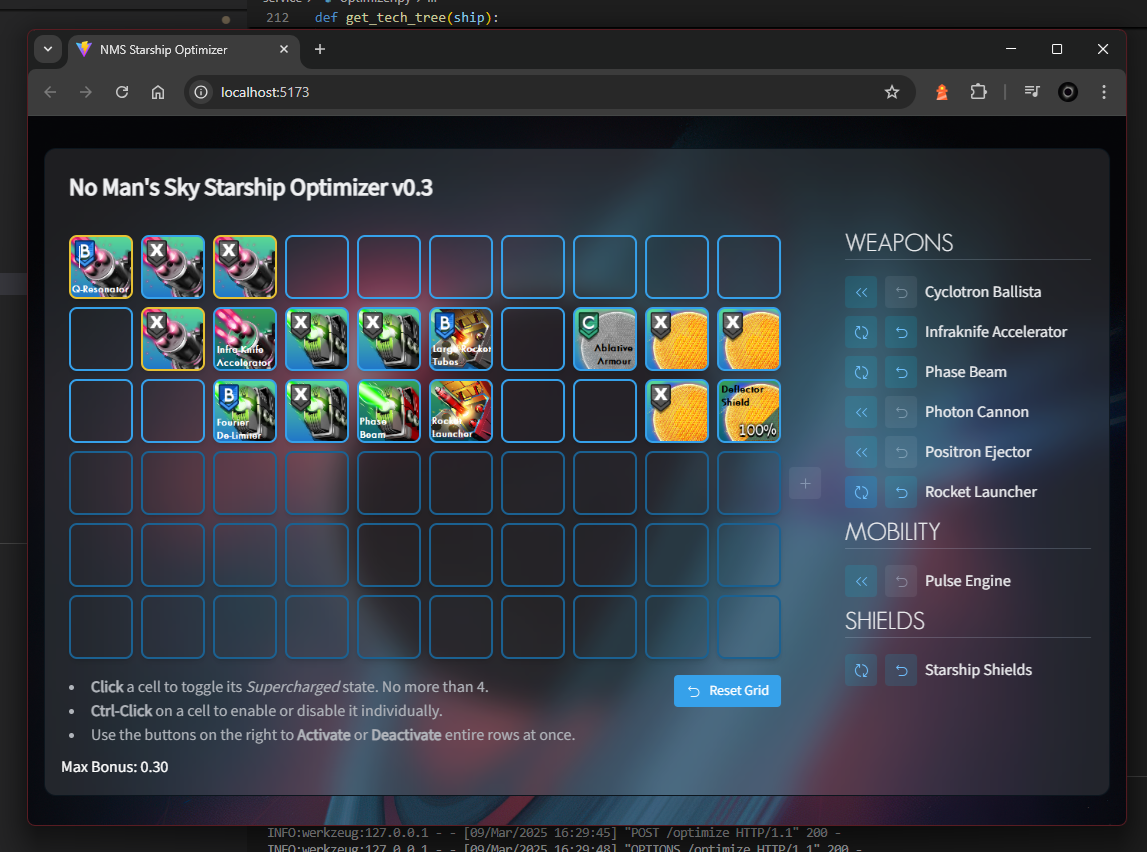 service > optimizer.py > ...
212 def get_tech_tree(ship):
NMS Starship Optimizer
localhost:5173
No Man's Sky Starship Optimizer v0.3
B
Q-Resonator
X
X
X
Infra-Knife
Accelerator
X
X
B
Large Rocket
Tubes
C
Ablative
Armour
X
X
B
Fourier
De-Limiter
X
Phase
Beam
Rocket
Launcher
X
Deflector
Shield
100%
WEAPONS
Cyclotron Ballista
Infraknife Accelerator
Phase Beam
Photon Cannon
Positron Ejector
Rocket Launcher
MOBILITY
Pulse Engine
SHIELDS
Starship Shields
Click a cell to toggle its Supercharged state. No more than 4.
Ctrl-Click on a cell to enable or disable it individually.
Use the buttons on the right to Activate or Deactivate entire rows at once.
Reset Grid
Max Bonus: 0.30
INFO:werkzeug:127.0.0.1 - - [09/Mar/2025 16:29:45] "POST /optimize HTTP/1.1" 200 -
INFO:werkzeug:127.0.0.1 - - [09/Mar/2025 16:29:48] "OPTIONS /optimize HTTP/1.1" 200 -